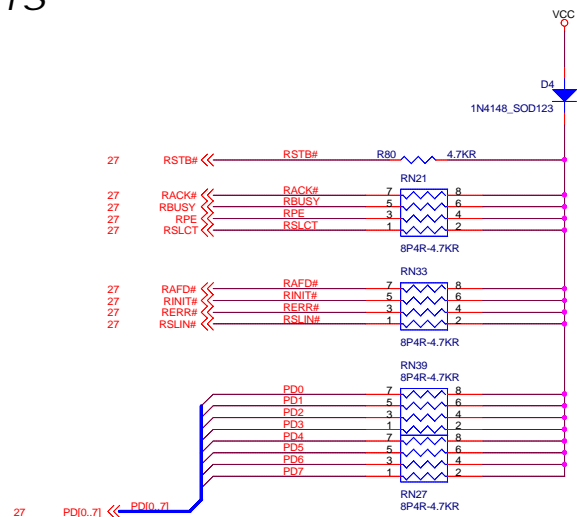 VCC
D4
1N4148_SOD123
27 RSTB# RSTB# R80 4.7KR
RN21
27 RACK# RACK# 7 8
27 RBUSY RBUSY 5 6
27 RPE RPE 3 4
27 RSLCT RSLCT 1 2
8P4R-4.7KR
RN33
27 RAFD# RAFD# 7 8
27 RINIT# RINIT# 5 6
27 RERR# RERR# 3 4
27 RSLIN# RSLIN# 1 2
8P4R-4.7KR
RN39
8P4R-4.7KR
PD0 7 8
PD1 5 6
PD2 3 4
PD3 1 2
PD4 7 8
PD5 5 6
PD6 3 4
PD7 1 2
RN27
8P4R-4.7KR
27 PD[0..7] PD[0..7]